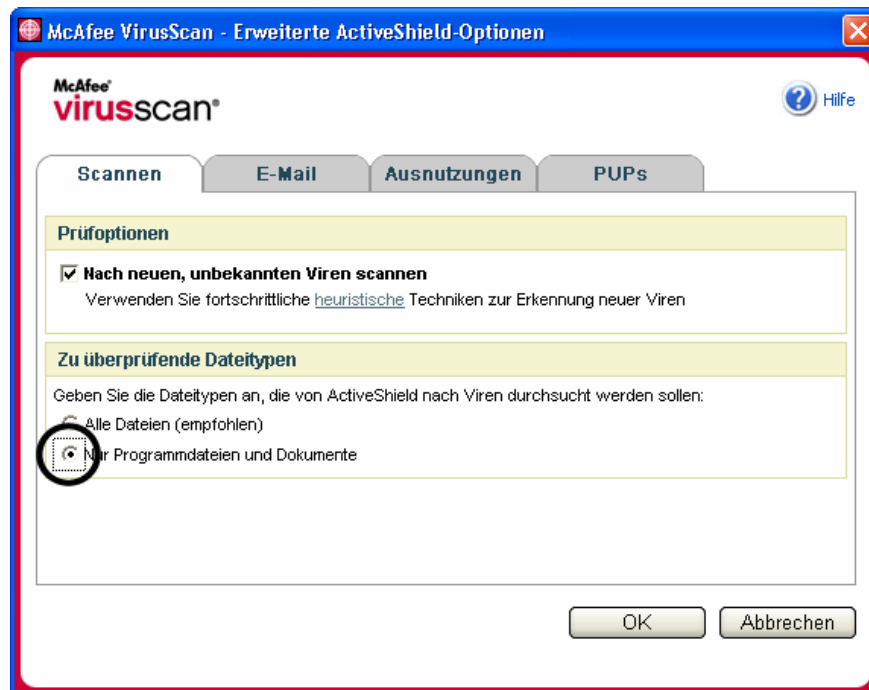 McAfee VirusScan - Erweiterte ActiveShield-Optionen
McAfee®
virusscan®
Hilfe
Scannen E-Mail Ausnutzungen PUPs
Prüfoptionen
Nach neuen, unbekannten Viren scannen
Verwenden Sie fortschrittliche heuristische Techniken zur Erkennung neuer Viren
Zu überprüfende Dateitypen
Geben Sie die Dateitypen an, die von ActiveShield nach Viren durchsucht werden sollen:
Alle Dateien (empfohlen)
Nur Programmdateien und Dokumente
OK Abbrechen